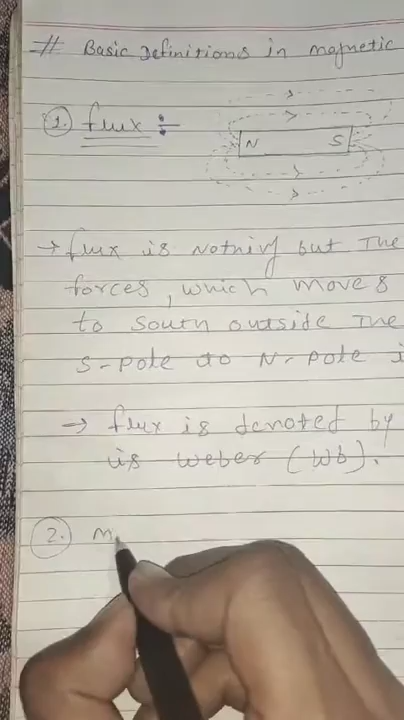 # Basic Definitions in magnetic
1. flux ÷
N S
→ flux is Nothing but The
forces, which moves
to South outside The
S-pole to N-pole i
→ flux is denoted by
is Weber (Wb).
2. M